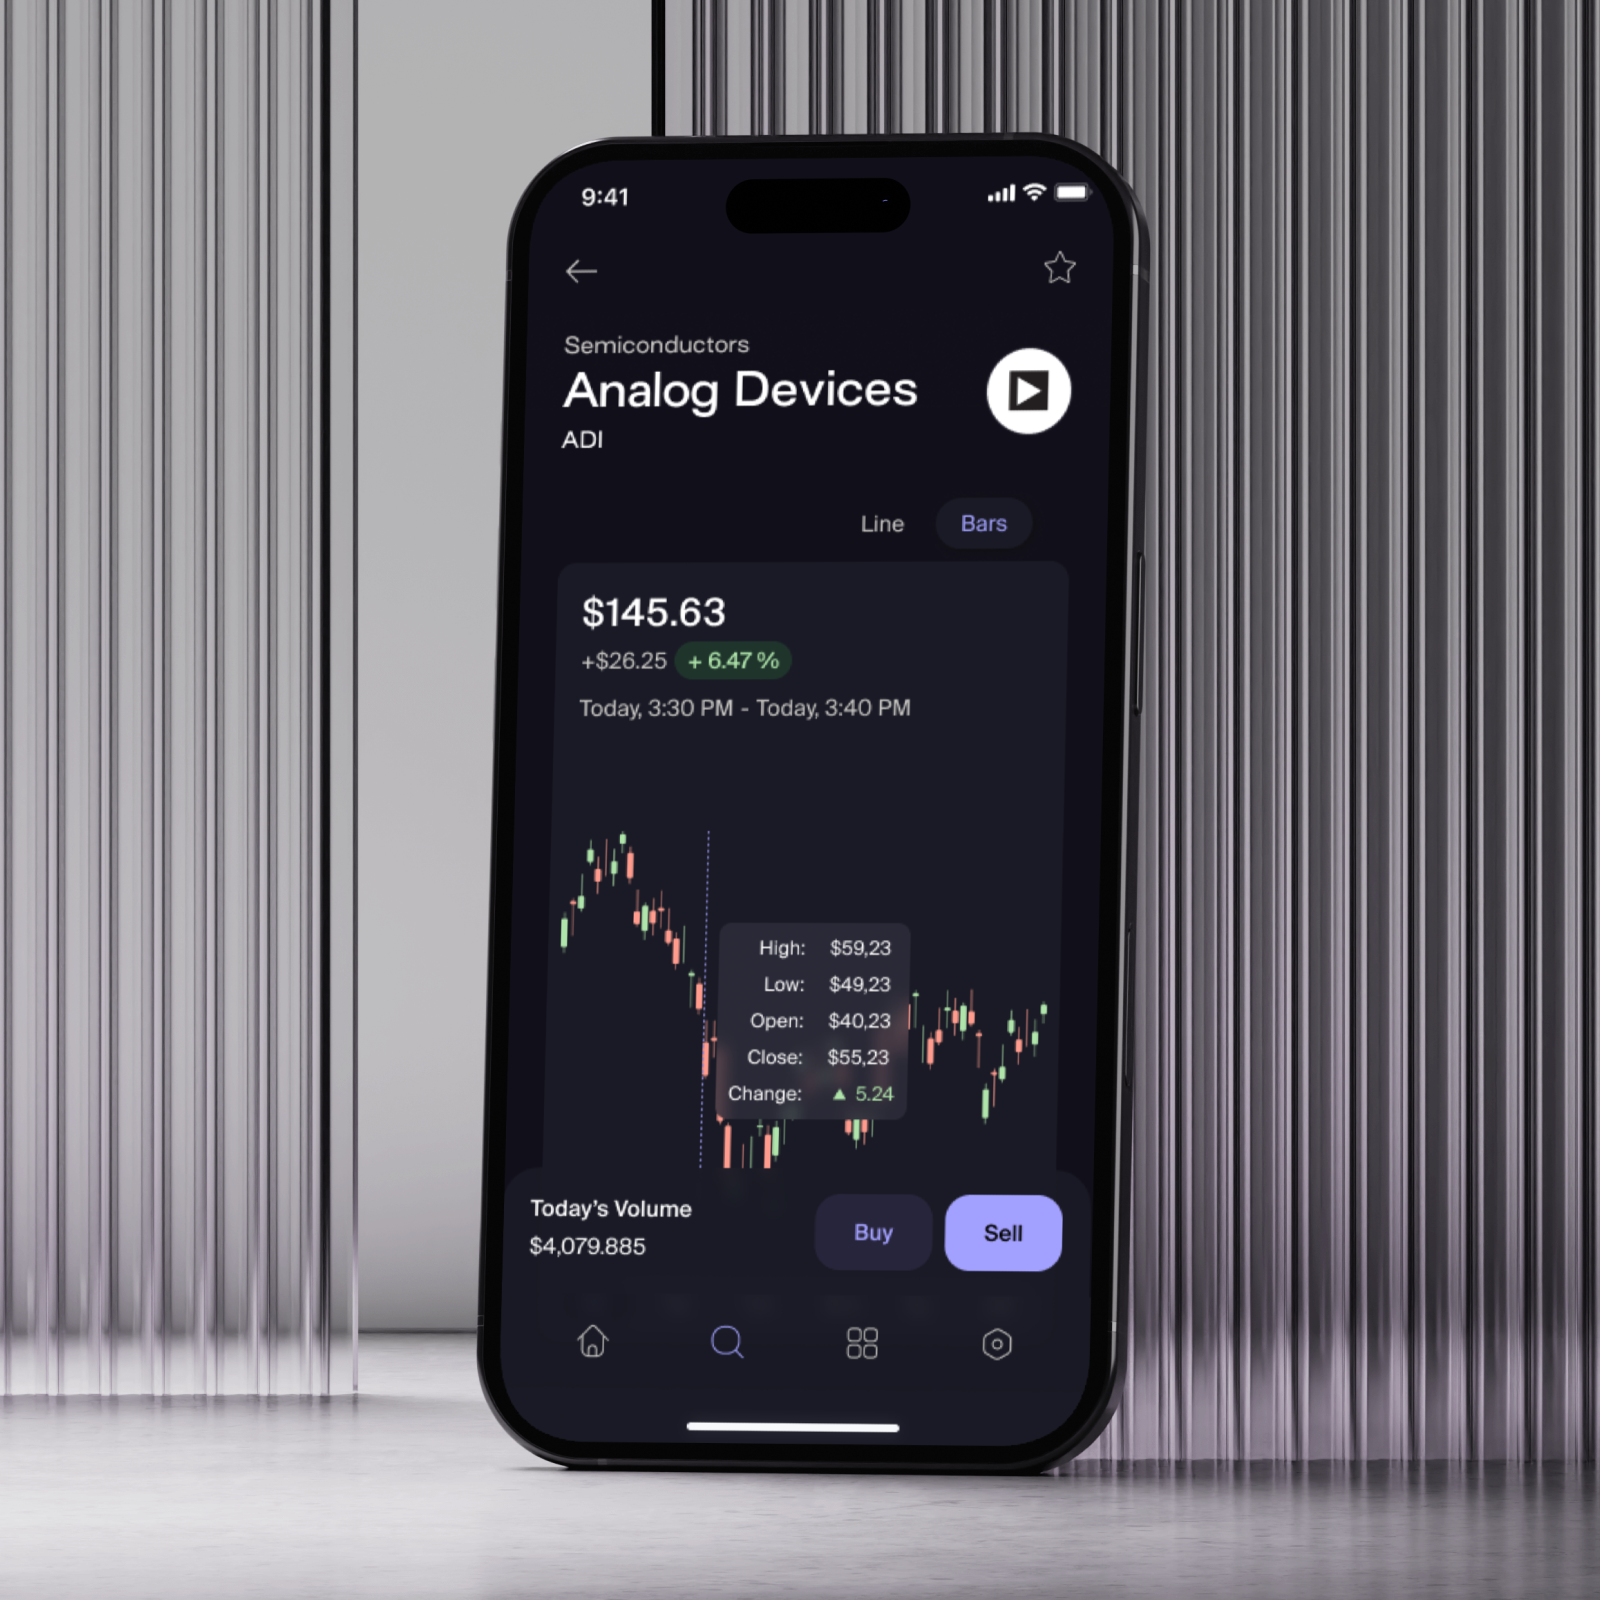 9:41
Semiconductors
Analog Devices
ADI
Line Bars
$145.63
+$26.25 + 6.47 %
Today, 3:30 PM - Today, 3:40 PM
High: $59,23
Low: $49,23
Open: $40,23
Close: $55,23
Change: ▲ 5.24
Today's Volume
$4,079.885
Buy Sell